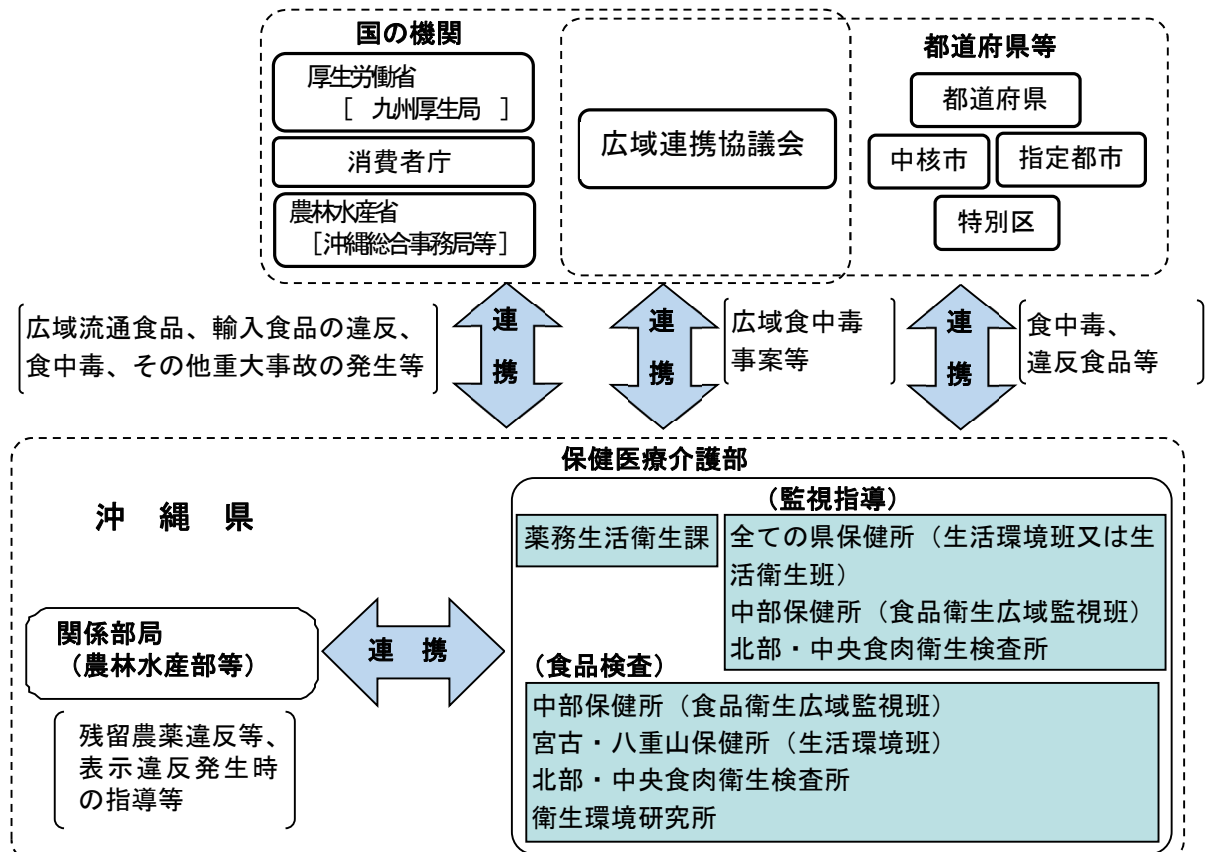 国の機関
厚生労働省
[ 九州厚生局 ]
消費者庁
農林水産省
[沖縄総合事務局等]
広域連携協議会
都道府県等
都道府県
中核市
指定都市
特別区
広域流通食品、輸入食品の違反、
食中毒、その他重大事故の発生等
連
携
連
携
広域食中毒
事案等
連
携
食中毒、
違反食品等
保健医療介護部
沖 縄 県
(監視指導)
薬務生活衛生課
全ての県保健所（生活環境班又は生
活衛生班）
中部保健所（食品衛生広域監視班）
北部・中央食肉衛生検査所
関係部局
（農林水産部等）
連 携
残留農薬違反等、
表示違反発生時
の指導等
(食品検査)
中部保健所（食品衛生広域監視班）
宮古・八重山保健所（生活環境班）
北部・中央食肉衛生検査所
衛生環境研究所